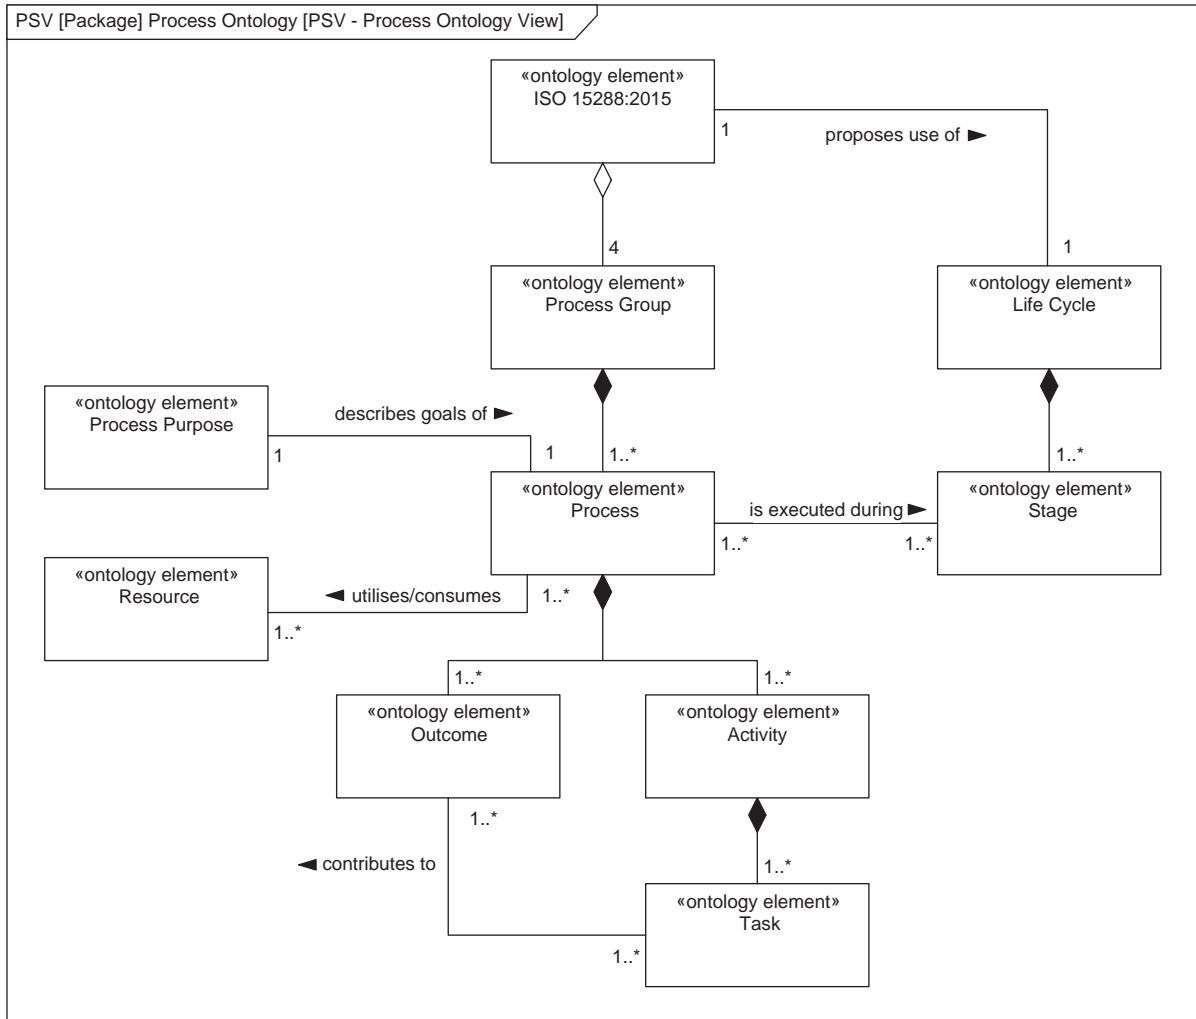 PSV [Package] Process Ontology [PSV - Process Ontology View]
«ontology element»
ISO 15288:2015
1
proposes use of
4
1
«ontology element»
Process Group
«ontology element»
Life Cycle
«ontology element»
Process Purpose
describes goals of
1
1
1..*
1..*
«ontology element»
Process
is executed during
1..*
1..*
«ontology element»
Stage
«ontology element»
Resource
utilises/consumes
1..*
1..*
1..*
1..*
«ontology element»
Outcome
«ontology element»
Activity
1..*
contributes to
1..*
«ontology element»
Task
1..*